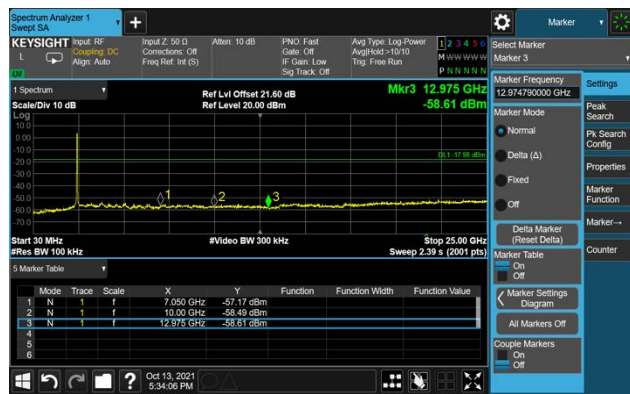 Spectrum Analyzer 1
Swept SA
Marker
KEYSIGHT
L
LV
Input: RF
Coupling: DC
Align: Auto
Input Z: 50 Ω
Corrections: Off
Freq Ref: Int (S)
Atten: 10 dB
PNO: Fast
Gate: Off
IF Gain: Low
Sig Track: Off
Avg Type: Log-Power
Avg|Hold:>10/10
Trig: Free Run
1 2 3 4 5 6
M W W W W W
P N N N N N
1 Spectrum
Scale/Div 10 dB
Ref Lvl Offset 21.60 dB
Ref Level 20.00 dBm
Mkr3 12.975 GHz
-58.61 dBm
Log
10.0
0.00
-10.0
-20.0
-30.0
-40.0
-50.0
-60.0
-70.0
DL1 -17.99 dBm
1
2
3
Start 30 MHz
#Res BW 100 kHz
#Video BW 300 kHz
Stop 25.00 GHz
Sweep 2.39 s (2001 pts)
5 Marker Table
Mode Trace Scale X Y Function Function Width Function Value
1 N 1 f 7.050 GHz -57.17 dBm
2 N 1 f 10.00 GHz -58.49 dBm
3 N 1 f 12.975 GHz -58.61 dBm
4
5
6
?
Oct 13, 2021
5:34:06 PM
Select Marker
Marker 3
Marker Frequency
12.974790000 GHz
Marker Mode
Normal
Delta (Δ)
Fixed
Off
Delta Marker
(Reset Delta)
Marker Table
On
Off
Marker Settings
Diagram
All Markers Off
Couple Markers
On
Off
Settings
Peak
Search
Pk Search
Config
Properties
Marker
Function
Marker→
Counter